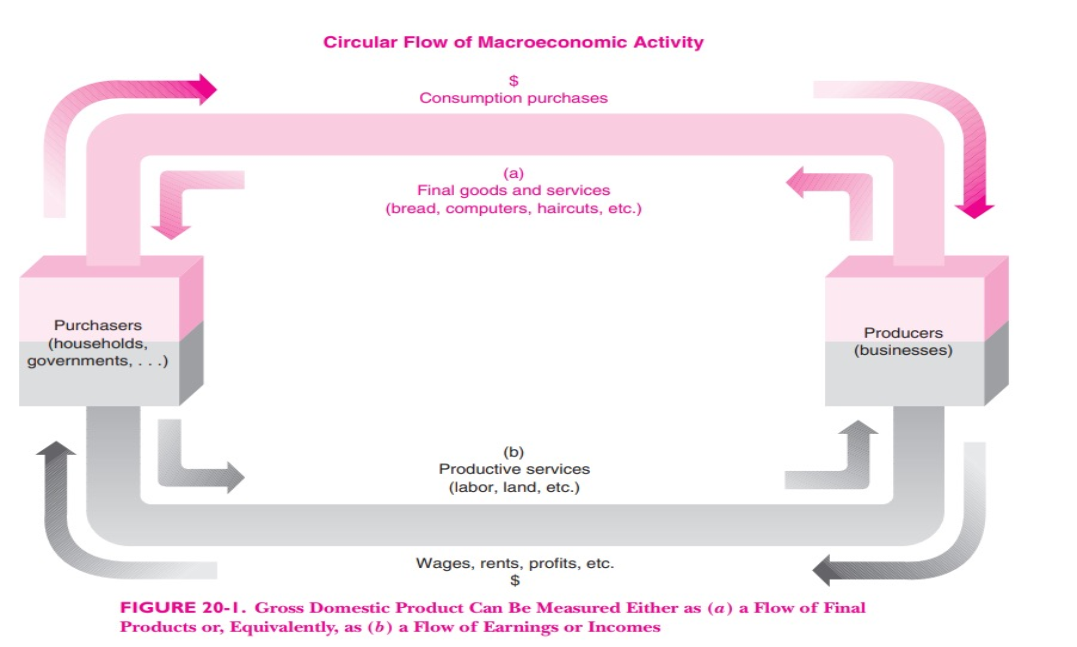 Circular Flow of Macroeconomic Activity
$
Consumption purchases
(a)
Final goods and services
(bread, computers, haircuts, etc.)
Purchasers
(households,
governments, . . .)
Producers
(businesses)
(b)
Productive services
(labor, land, etc.)
Wages, rents, profits, etc.
$
FIGURE 20-1. Gross Domestic Product Can Be Measured Either as (a) a Flow of Final
Products or, Equivalently, as (b) a Flow of Earnings or Incomes